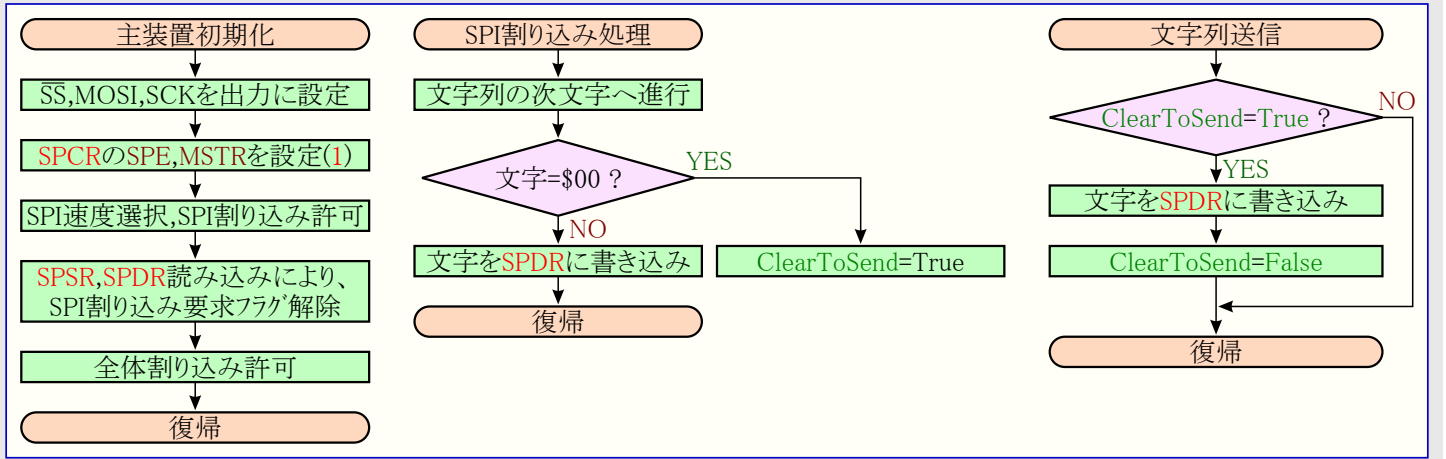 主装置初期化
SS,MOSI,SCKを出力に設定
SPCRのSPE,MSTRを設定(1)
SPI速度選択,SPI割り込み許可
SPSR,SPDR読み込みにより、
SPI割り込み要求フラグ解除
全体割り込み許可
復帰
SPI割り込み処理
文字列の次文字へ進行
文字=$00 ?
YES
NO
文字をSPDRに書き込み
ClearToSend=True
復帰
文字列送信
ClearToSend=True ?
NO
YES
文字をSPDRに書き込み
ClearToSend=False
復帰